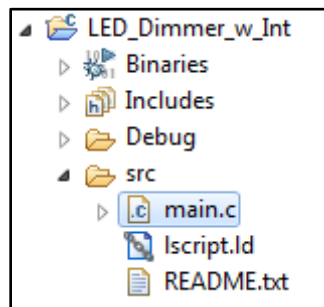 LED_Dimmer_w_Int
Binaries
Includes
Debug
src
main.c
lscript.ld
README.txt